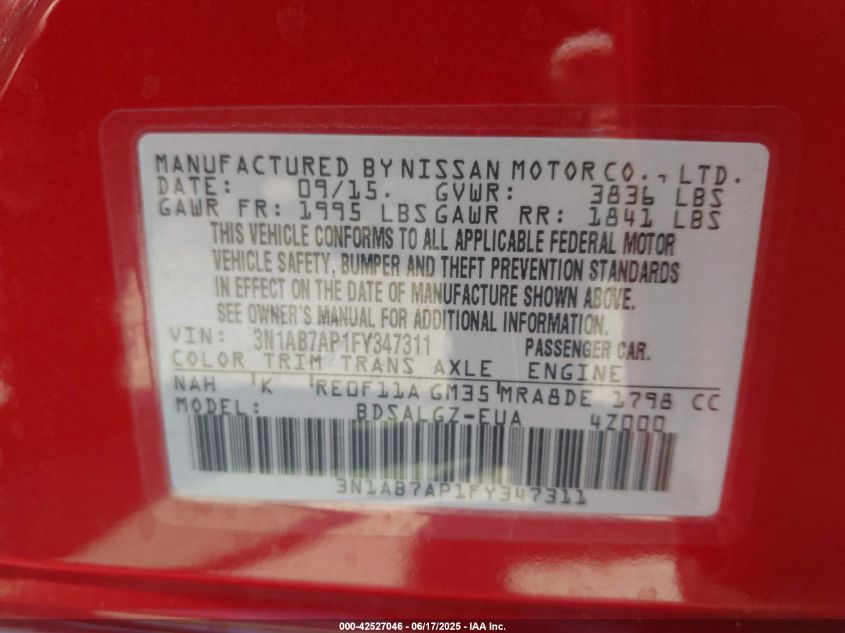 MANUFACTURED BY NISSAN MOTOR CO., LTD.
DATE: 09/15. GVWR: 3836 LBS
GAWR FR: 1995 LBS GAWR RR: 1841 LBS
THIS VEHICLE CONFORMS TO ALL APPLICABLE FEDERAL MOTOR
VEHICLE SAFETY, BUMPER AND THEFT PREVENTION STANDARDS
IN EFFECT ON THE DATE OF MANUFACTURE SHOWN ABOVE.
SEE OWNER'S MANUAL FOR ADDITIONAL INFORMATION.
VIN: 3N1AB7AP1FY347311 PASSENGER CAR.
COLOR TRIM TRANS AXLE ENGINE
NAH K RE0F11A GM35 MRA8DE 1798 CC
MODEL: BDSALGZ-EUA 4Z000
3N1AB7AP1FY347311
000-42527046 - 06/17/2025 - IAA Inc.